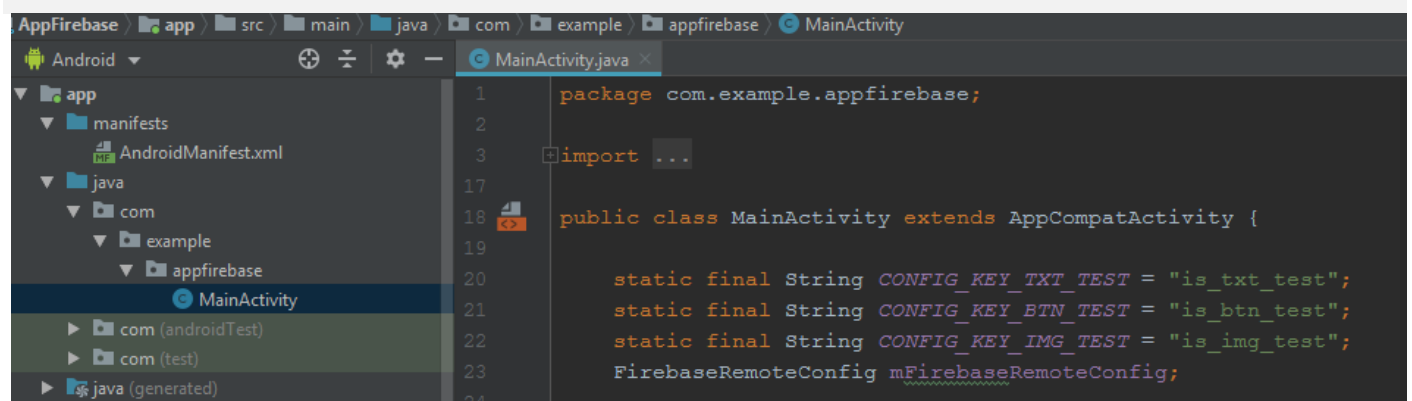 AppFirebase app src main java com example appfirebase MainActivity
Android
MainActivity.java
app
manifests
AndroidManifest.xml
java
com
example
appfirebase
MainActivity
com (androidTest)
com (test)
java (generated)
1 package com.example.appfirebase;
2
3 import ...
17
18 public class MainActivity extends AppCompatActivity {
19
20 static final String CONFIG_KEY_TXT_TEST = "is_txt_test";
21 static final String CONFIG_KEY_BTN_TEST = "is_btn_test";
22 static final String CONFIG_KEY_IMG_TEST = "is_img_test";
23 FirebaseRemoteConfig mFirebaseRemoteConfig;